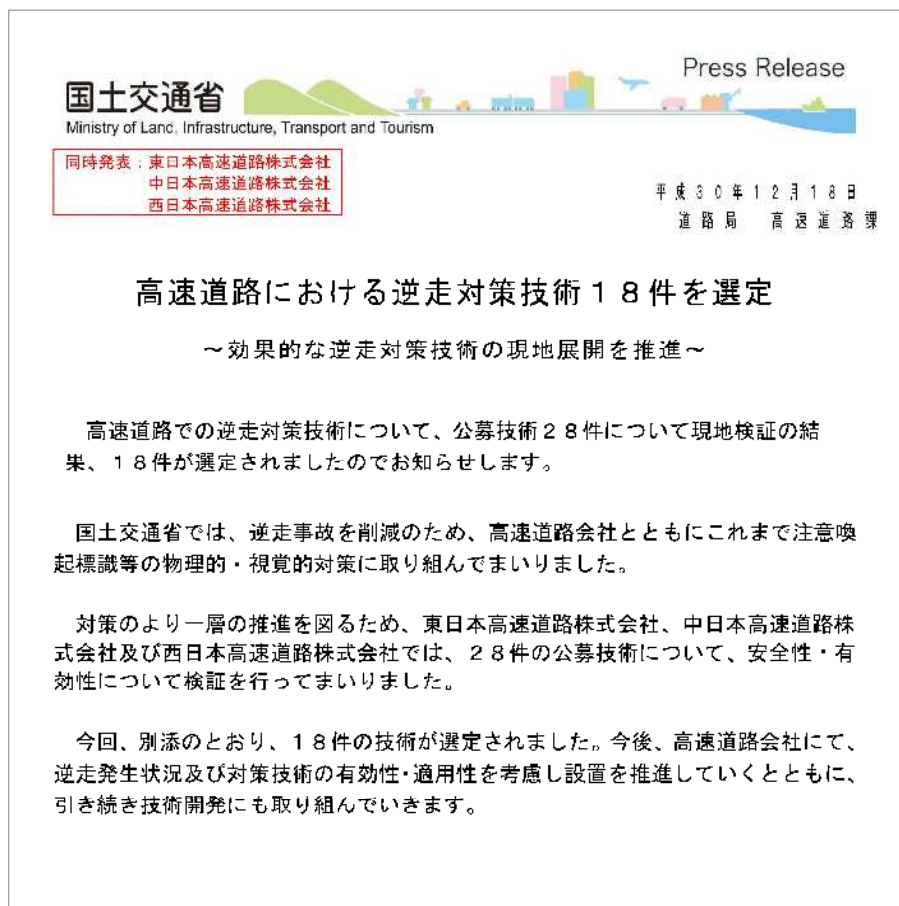 Press Release
国土交通省
Ministry of Land, Infrastructure, Transport and Tourism
同時発表:東日本高速道路株式会社
中日本高速道路株式会社
西日本高速道路株式会社
平成30年12月18日
道路局 高速道路課
高速道路における逆走対策技術18件を選定
~効果的な逆走対策技術の現地展開を推進~
高速道路での逆走対策技術について、公募技術28件について現地検証の結
果、18件が選定されましたのでお知らせします。
国土交通省では、逆走事故を削減のため、高速道路会社とともにこれまで注意喚
起標識等の物理的・視覚的対策に取り組んでまいりました。
対策のより一層の推進を図るため、東日本高速道路株式会社、中日本高速道路株
式会社及び西日本高速道路株式会社では、28件の公募技術について、安全性・有
効性について検証を行ってまいりました。
今回、別添のとおり、18件の技術が選定されました。今後、高速道路会社にて、
逆走発生状況及び対策技術の有効性・適用性を考慮し設置を推進していくとともに、
引き続き技術開発にも取り組んでいきます。